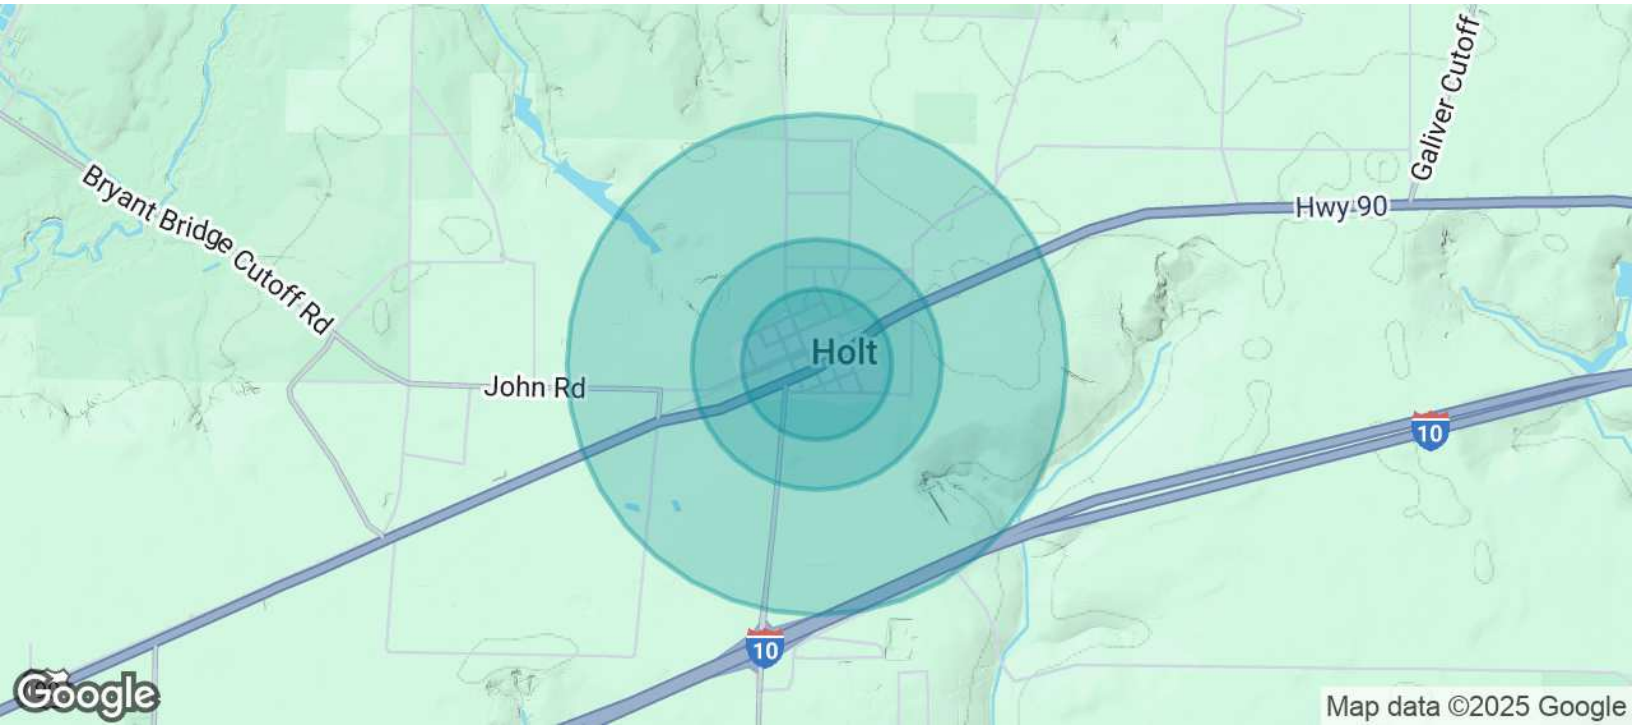 Galiver Cutoff
Bryant Bridge Cutoff Rd
Hwy 90
Holt
John Rd
10
10
Google
Map data ©2025 Google